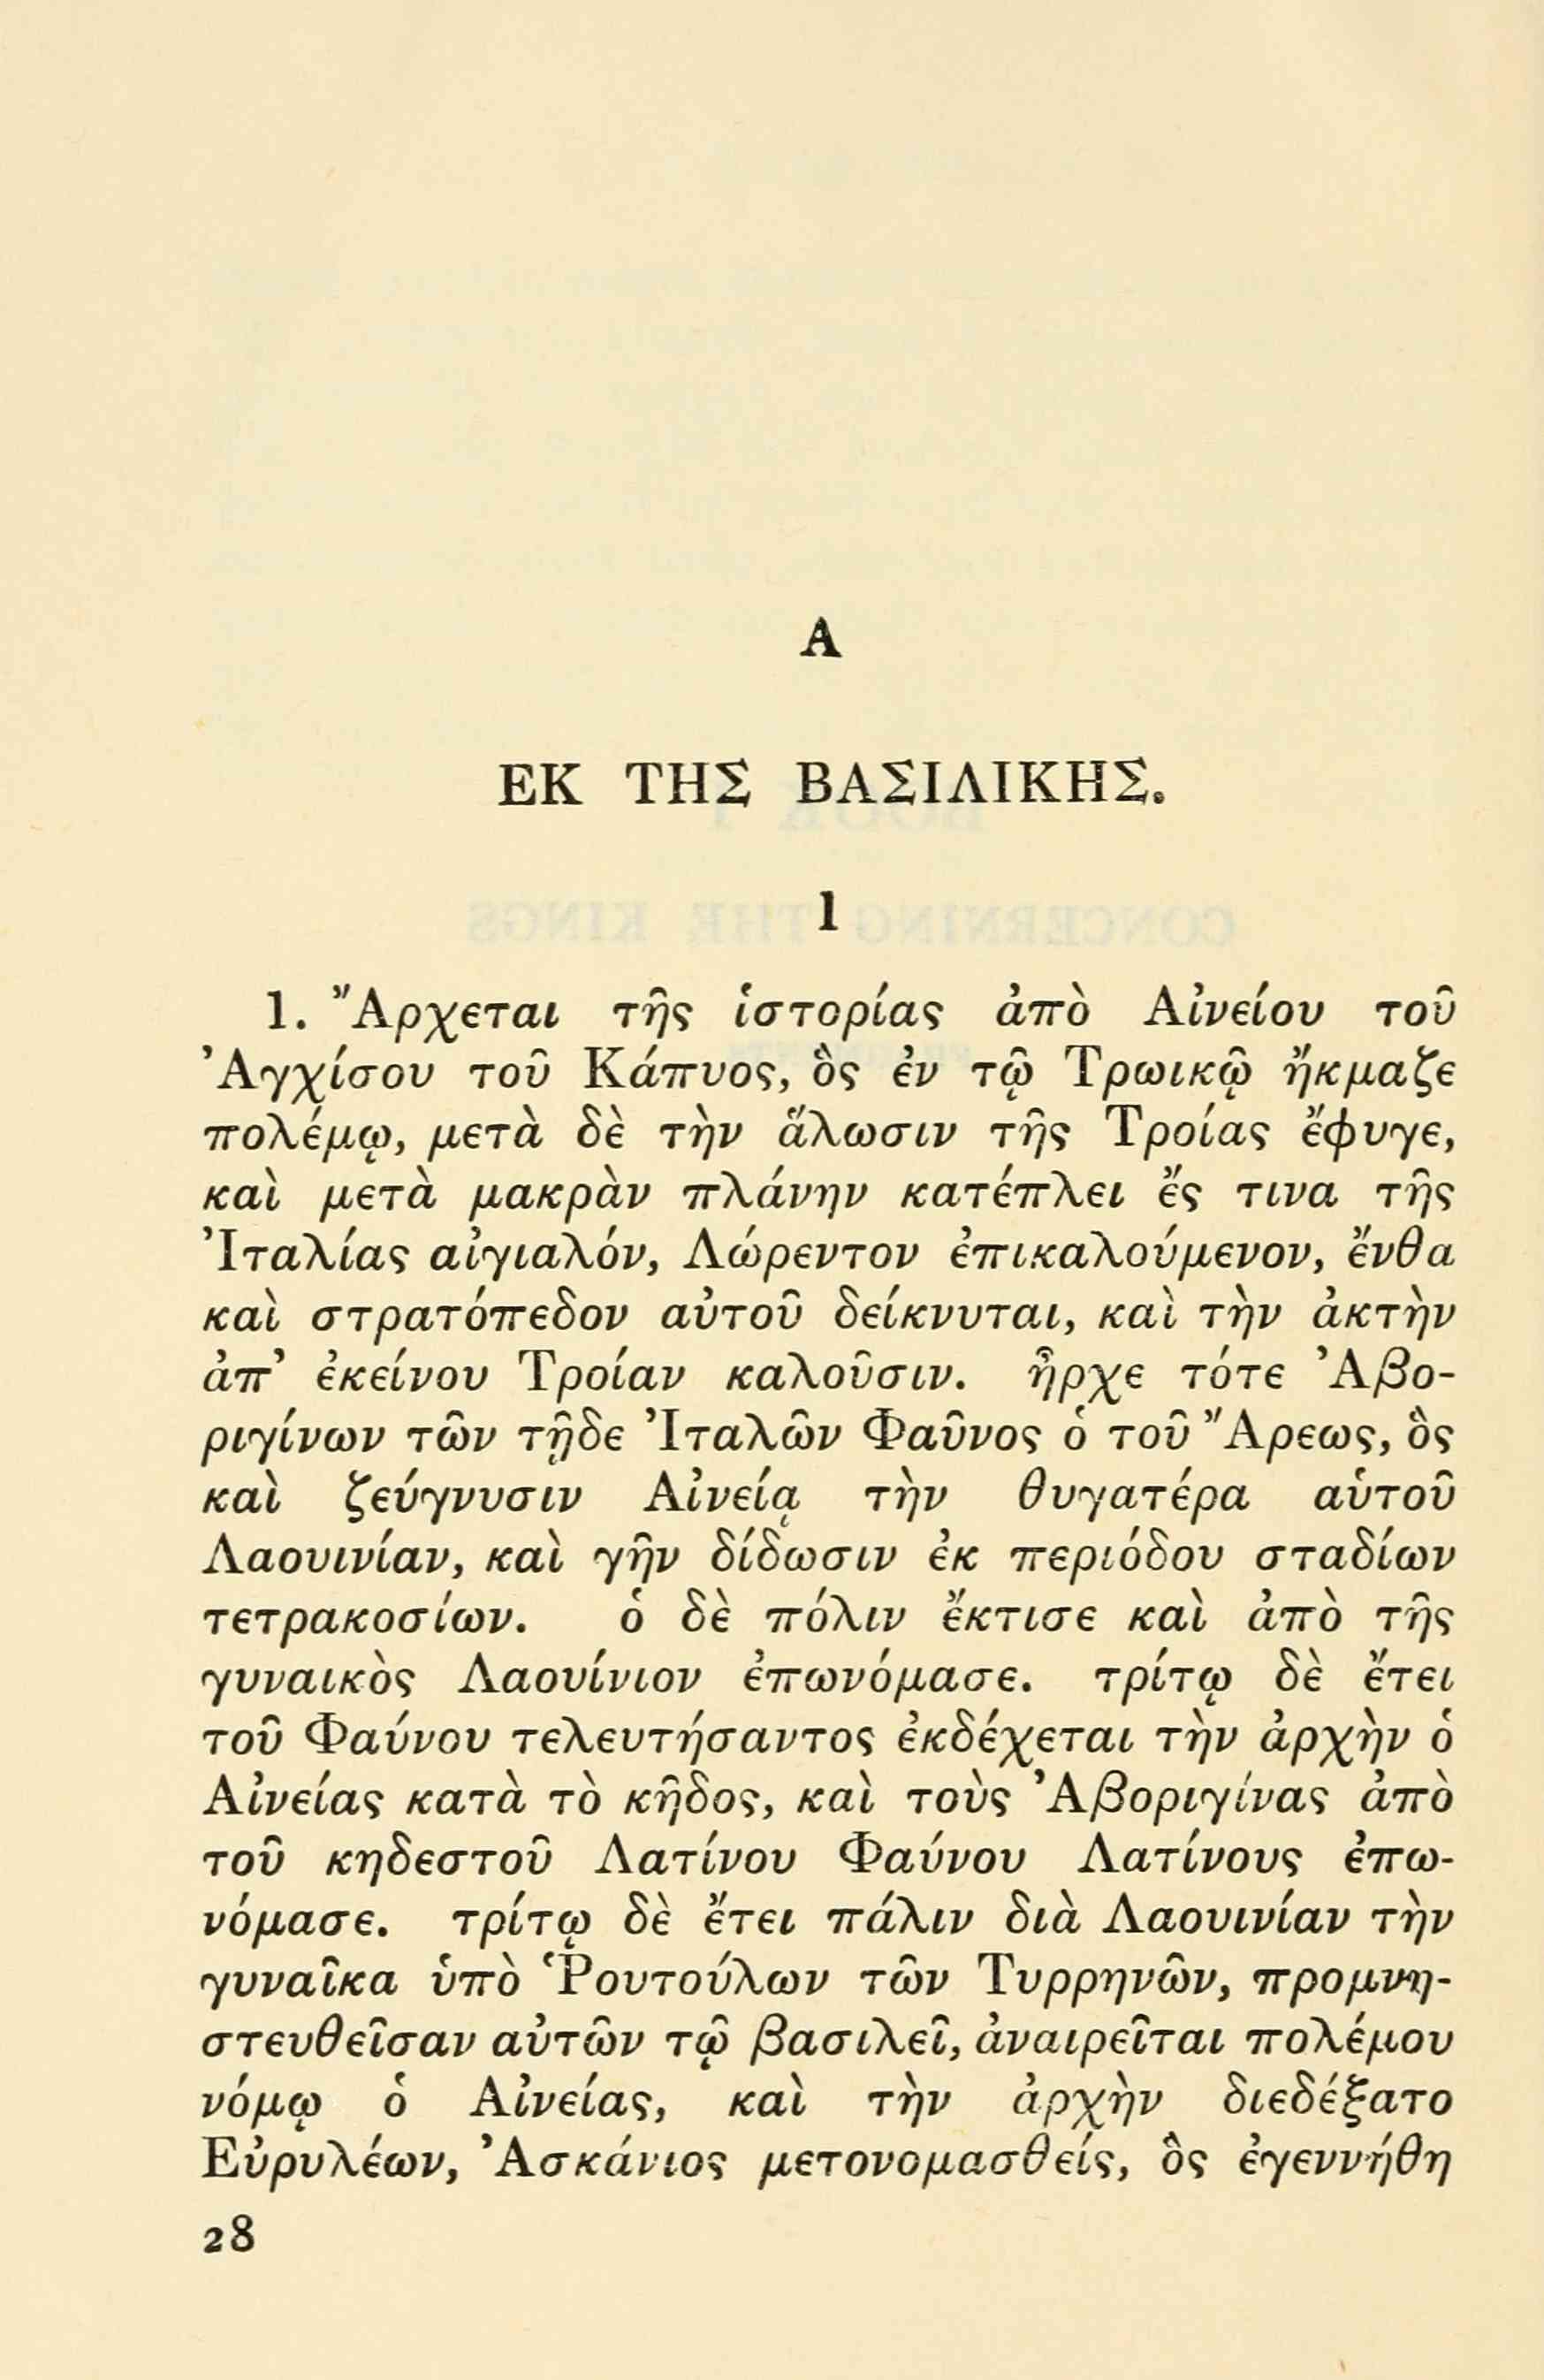 Α
ΕΚ ΤΗΣ ΒΑΣΙΛΙΚΗΣ.
1
1. Ἄρχεται τῆς ἱστορίας ἀπὸ Αἰνείου τοῦ
Ἀγχίσου τοῦ Κάπυος, ὃς ἐν τῷ Τρωικῷ ἤκμαζε
πολέμῳ, μετὰ δὲ τὴν ἅλωσιν τῆς Τροίας ἔφυγε,
καὶ μετὰ μακρὰν πλάνην κατέπλει ἔς τινα τῆς
Ἰταλίας αἰγιαλόν, Λώρεντον ἐπικαλούμενον, ἔνθα
καὶ στρατόπεδον αὐτοῦ δείκνυται, καὶ τὴν ἀκτὴν
ἀπ’ ἐκείνου Τροίαν καλοῦσιν. ἦρχε τότε Ἀβο-
ριγίνων τῶν τῇδε Ἰταλῶν Φαῦνος ὁ τοῦ Ἄρεως, ὃς
καὶ ζεύγνυσιν Αἰνείᾳ τὴν θυγατέρα αὑτοῦ
Λαουινίαν, καὶ γῆν δίδωσιν ἐκ περιόδου σταδίων
τετρακοσίων. ὁ δὲ πόλιν ἔκτισε καὶ ἀπὸ τῆς
γυναικὸς Λαουίνιον ἐπωνόμασε. τρίτῳ δὲ ἔτει
τοῦ Φαύνου τελευτήσαντος ἐκδέχεται τὴν ἀρχὴν ὁ
Αἰνείας κατὰ τὸ κῆδος, καὶ τοὺς Ἀβοριγίνας ἀπὸ
τοῦ κηδεστοῦ Λατίνου Φαύνου Λατίνους ἐπω-
νόμασε. τρίτῳ δὲ ἔτει πάλιν διὰ Λαουινίαν τὴν
γυναῖκα ὑπὸ Ῥουτούλων τῶν Τυρρηνῶν, προμνη-
στευθεῖσαν αὐτῶν τῷ βασιλεῖ, ἀναιρεῖται πολέμου
νόμῳ ὁ Αἰνείας, καὶ τὴν ἀρχὴν διεδέξατο
Εὐρυλέων, Ἀσκάνιος μετονομασθείς, ὃς ἐγεννήθη
28